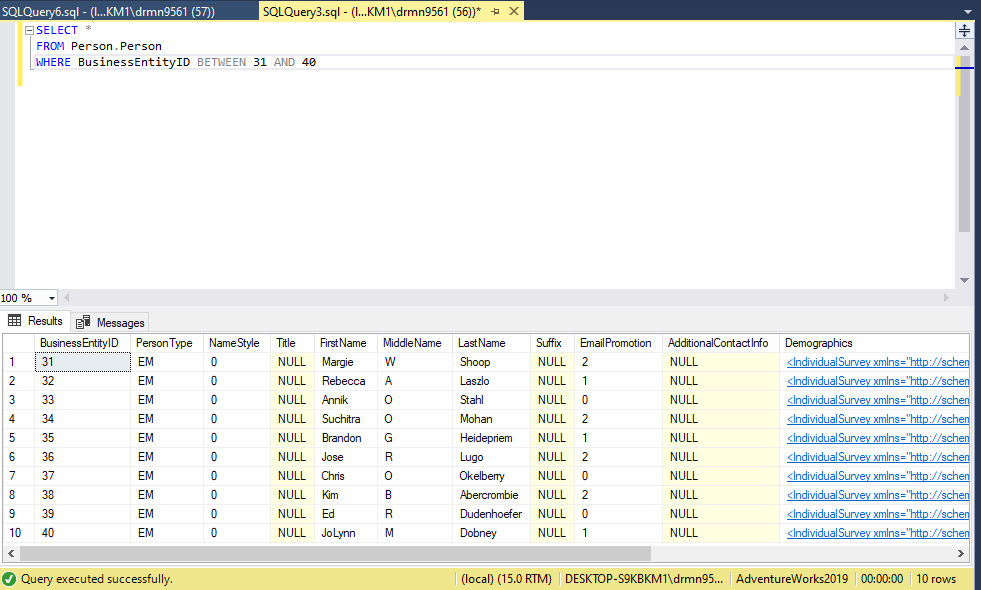 SQLQuery6.sql - (l...KM1\drmn9561 (57)) SQLQuery3.sql - (l...KM1\drmn9561 (56))*
SELECT *
FROM Person.Person
WHERE BusinessEntityID BETWEEN 31 AND 40
100 %
Results Messages
BusinessEntityID PersonType NameStyle Title FirstName MiddleName LastName Suffix EmailPromotion AdditionalContactInfo Demographics
1 31 EM 0 NULL Margie W Shoop NULL 2 NULL <IndividualSurvey xmlns="http://schem
2 32 EM 0 NULL Rebecca A Laszlo NULL 1 NULL <IndividualSurvey xmlns="http://schem
3 33 EM 0 NULL Annik O Stahl NULL 0 NULL <IndividualSurvey xmlns="http://schem
4 34 EM 0 NULL Suchitra O Mohan NULL 2 NULL <IndividualSurvey xmlns="http://schem
5 35 EM 0 NULL Brandon G Heidepriem NULL 1 NULL <IndividualSurvey xmlns="http://schem
6 36 EM 0 NULL Jose R Lugo NULL 2 NULL <IndividualSurvey xmlns="http://schem
7 37 EM 0 NULL Chris O Okelberry NULL 0 NULL <IndividualSurvey xmlns="http://schem
8 38 EM 0 NULL Kim B Abercrombie NULL 2 NULL <IndividualSurvey xmlns="http://schem
9 39 EM 0 NULL Ed R Dudenhoefer NULL 0 NULL <IndividualSurvey xmlns="http://schem
10 40 EM 0 NULL JoLynn M Dobney NULL 1 NULL <IndividualSurvey xmlns="http://schem
Query executed successfully. (local) (15.0 RTM) DESKTOP-S9KBKM1\drmn95... AdventureWorks2019 00:00:00 10 rows